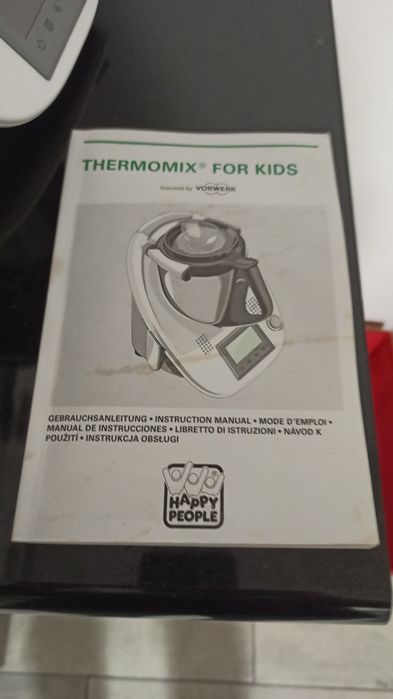 THERMOMIX® FOR KIDS
licensed by VORWERK
GEBRAUCHSANLEITUNG • INSTRUCTION MANUAL • MODE D'EMPLOI •
MANUAL DE INSTRUCCIONES • LIBRETTO DI ISTRUZIONI • NÁVOD K
POUŽITÍ • INSTRUKCJA OBSŁUGI
HAPPY
PEOPLE